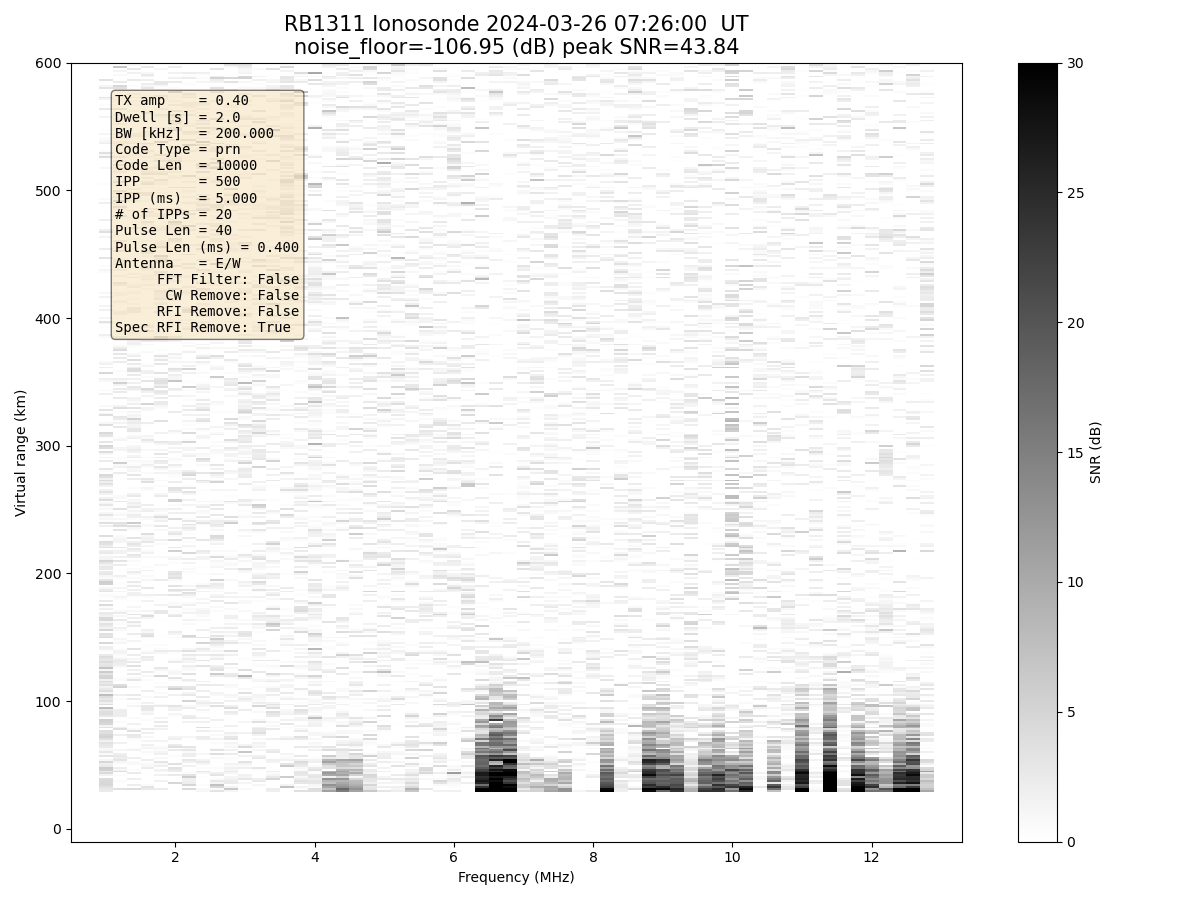 RB1311 Ionosonde 2024-03-26 07:26:00  UT
noise_floor=-106.95 (dB) peak SNR=43.84
TX amp    = 0.40
Dwell [s] = 2.0
BW [kHz]  = 200.000
Code Type = prn
Code Len  = 10000
IPP       = 500
IPP (ms)  = 5.000
# of IPPs = 20
Pulse Len = 40
Pulse Len (ms) = 0.400
Antenna   = E/W
FFT Filter: False
CW Remove: False
RFI Remove: False
Spec RFI Remove: True
600
500
400
300
200
100
0
Virtual range (km)
2 4 6 8 10 12
Frequency (MHz)
30
25
20
15
10
5
0
SNR (dB)